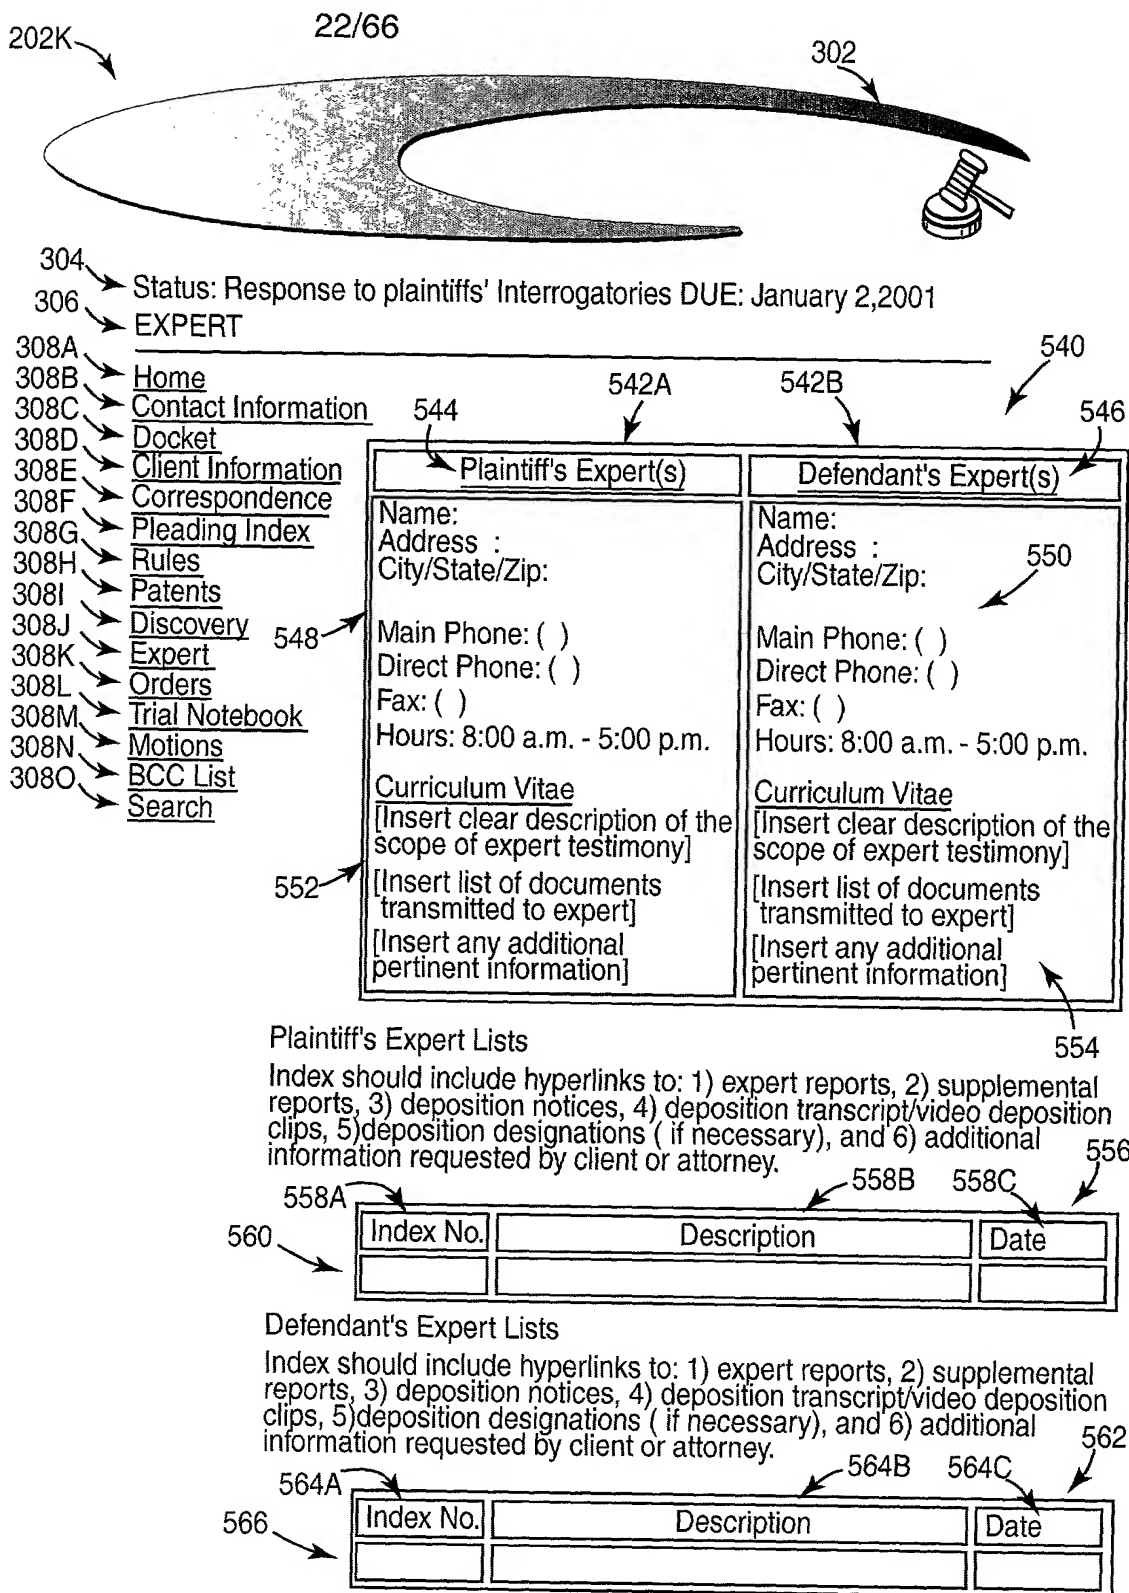 22/66
202K
302
304
Status: Response to plaintiffs' Interrogatories DUE: January 2,2001
306
EXPERT
308A
Home
308B
Contact Information
308C
Docket
308D
Client Information
308E
Correspondence
308F
Pleading Index
308G
Rules
308H
Patents
308I
Discovery
308J
Expert
308K
Orders
308L
Trial Notebook
308M
Motions
308N
BCC List
308O
Search
540
542A
542B
544
546
Plaintiff's Expert(s)
Name:
Address :
City/State/Zip:
548
Main Phone: ( )
Direct Phone: ( )
Fax: ( )
Hours: 8:00 a.m. - 5:00 p.m.
Curriculum Vitae
[Insert clear description of the
scope of expert testimony]
552
[Insert list of documents
transmitted to expert]
[Insert any additional
pertinent information]
Defendant's Expert(s)
Name:
Address :
City/State/Zip:
550
Main Phone: ( )
Direct Phone: ( )
Fax: ( )
Hours: 8:00 a.m. - 5:00 p.m.
Curriculum Vitae
[Insert clear description of the
scope of expert testimony]
[Insert list of documents
transmitted to expert]
[Insert any additional
pertinent information]
554
Plaintiff's Expert Lists
Index should include hyperlinks to: 1) expert reports, 2) supplemental
reports, 3) deposition notices, 4) deposition transcript/video deposition
clips, 5)deposition designations ( if necessary), and 6) additional
information requested by client or attorney.
556
558A
558B
558C
560
Index No. Description Date
Defendant's Expert Lists
Index should include hyperlinks to: 1) expert reports, 2) supplemental
reports, 3) deposition notices, 4) deposition transcript/video deposition
clips, 5)deposition designations ( if necessary), and 6) additional
information requested by client or attorney.
562
564A
564B
564C
566
Index No. Description Date